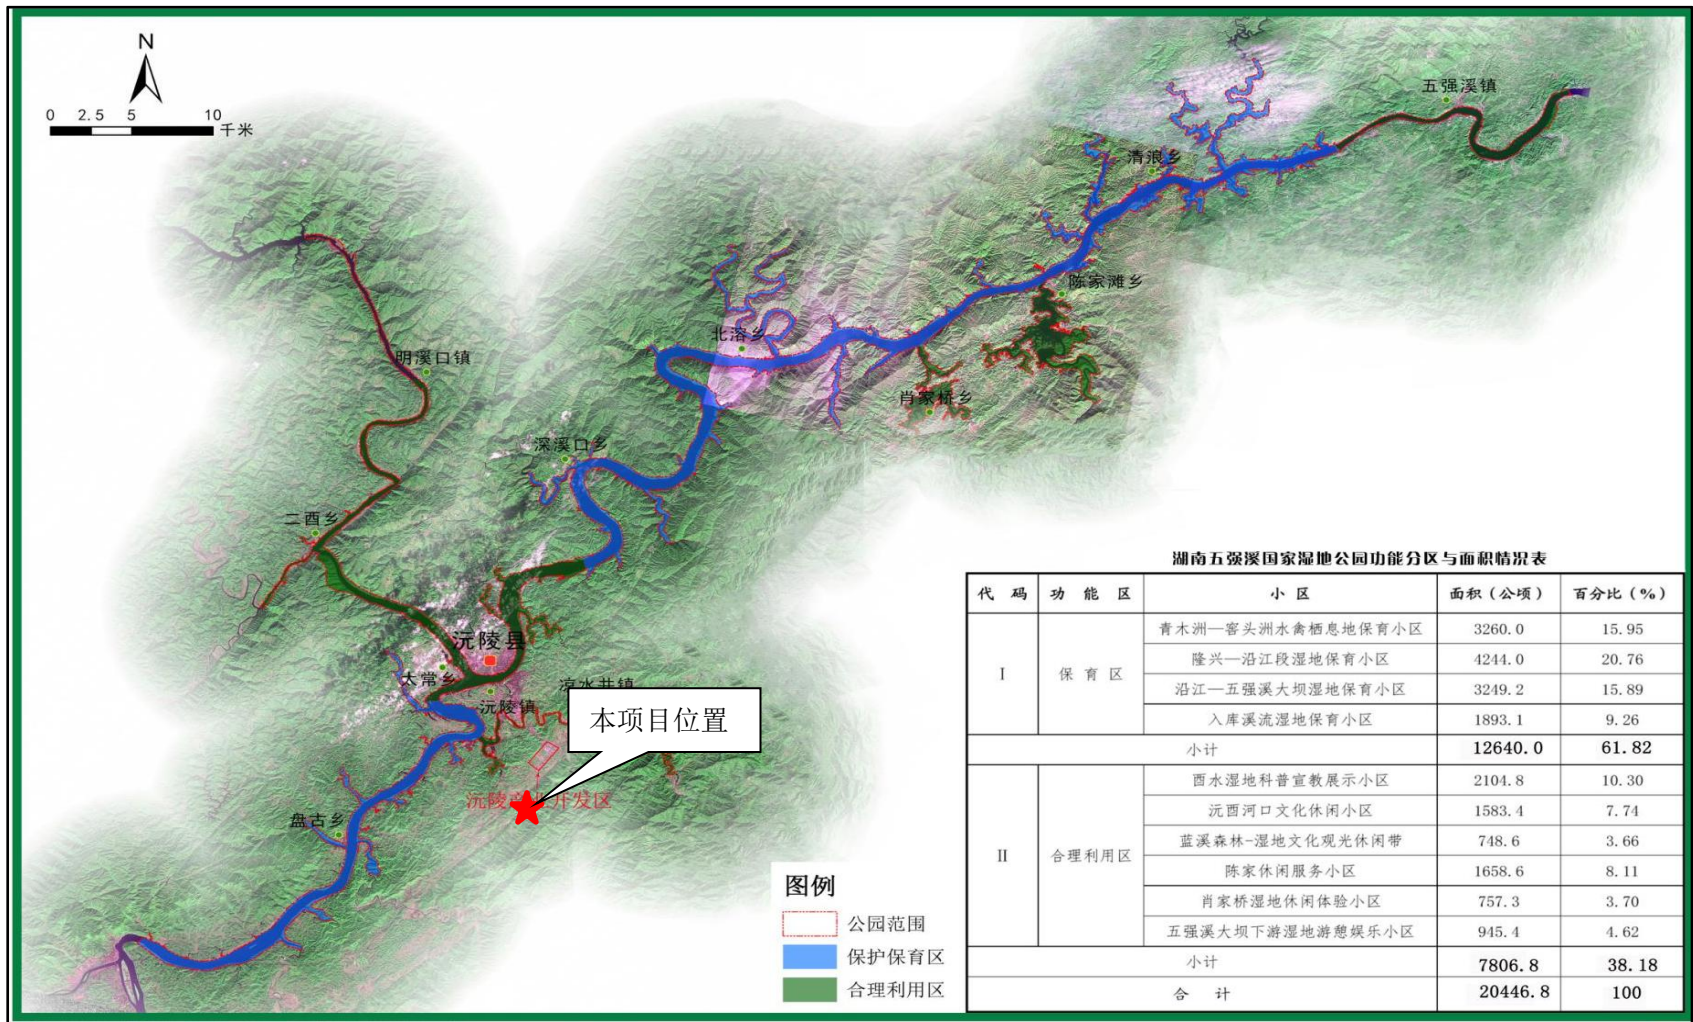 N
0 2.5 5 10
千米
五强溪镇
清浪乡
陈家滩乡
北溶乡
明溪口镇
肖家桥乡
深溪口乡
二酉乡
沅陵县
太常乡
凉水井镇
沅陵镇
本项目位置
盘古乡
图例
公园范围
保护保育区
合理利用区
湖南五强溪国家湿地公园功能分区与面积情况表
代 码 功 能 区 小 区 面积（公顷） 百分比（%）
I 保 育 区
青木洲—窖头洲水禽栖息地保育小区 3260.0 15.95
隆兴—沿江段湿地保育小区 4244.0 20.76
沿江—五强溪大坝湿地保育小区 3249.2 15.89
入库溪流湿地保育小区 1893.1 9.26
小计 12640.0 61.82
II 合理利用区
酉水湿地科普宣教展示小区 2104.8 10.30
沅酉河口文化休闲小区 1583.4 7.74
蓝溪森林-湿地文化观光休闲带 748.6 3.66
陈家休闲服务小区 1658.6 8.11
肖家桥湿地休闲体验小区 757.3 3.70
五强溪大坝下游湿地游憩娱乐小区 945.4 4.62
小计 7806.8 38.18
合 计 20446.8 100